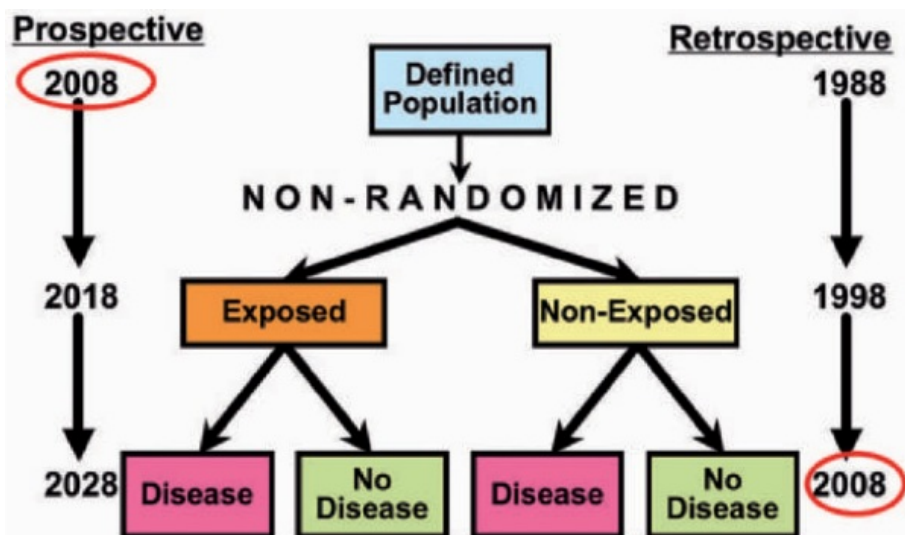 Prospective
Retrospective
2008
Defined
Population
1988
NON-RANDOMIZED
2018
Exposed
Non-Exposed
1998
2028
Disease
No
Disease
Disease
No
Disease
2008